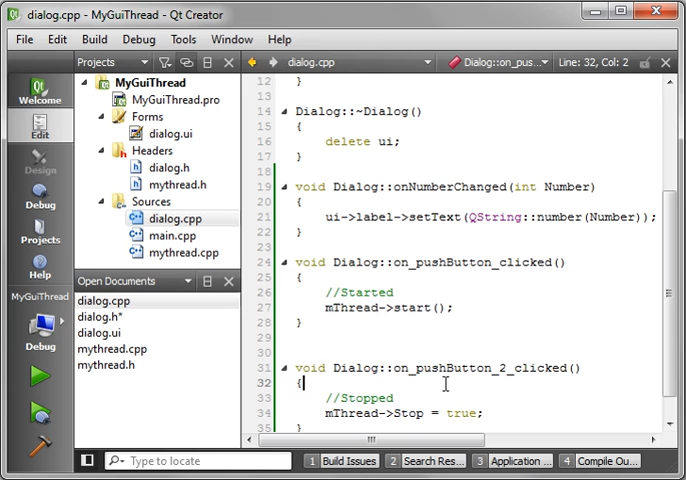 dialog.cpp - MyGuiThread - Qt Creator
File Edit Build Debug Tools Window Help
Projects
dialog.cpp
Dialog::on_pus...
Line: 32, Col: 2
Qt
Welcome
Edit
Design
Debug
Projects
Help
MyGuiThread
Debug
MyGuiThread
MyGuiThread.pro
Forms
dialog.ui
Headers
dialog.h
mythread.h
Sources
dialog.cpp
main.cpp
mythread.cpp
Open Documents
dialog.cpp
dialog.h*
dialog.ui
mythread.cpp
mythread.h
12 }
13
14 Dialog::~Dialog()
15 {
16 delete ui;
17 }
18
19 void Dialog::onNumberChanged(int Number)
20 {
21 ui->label->setText(QString::number(Number));
22 }
23
24 void Dialog::on_pushButton_clicked()
25 {
26 //Started
27 mThread->start();
28 }
29
30
31 void Dialog::on_pushButton_2_clicked()
32 {
33 //Stopped
34 mThread->Stop = true;
35 }
Type to locate
1 Build Issues
2 Search Res...
3 Application ...
4 Compile Ou...